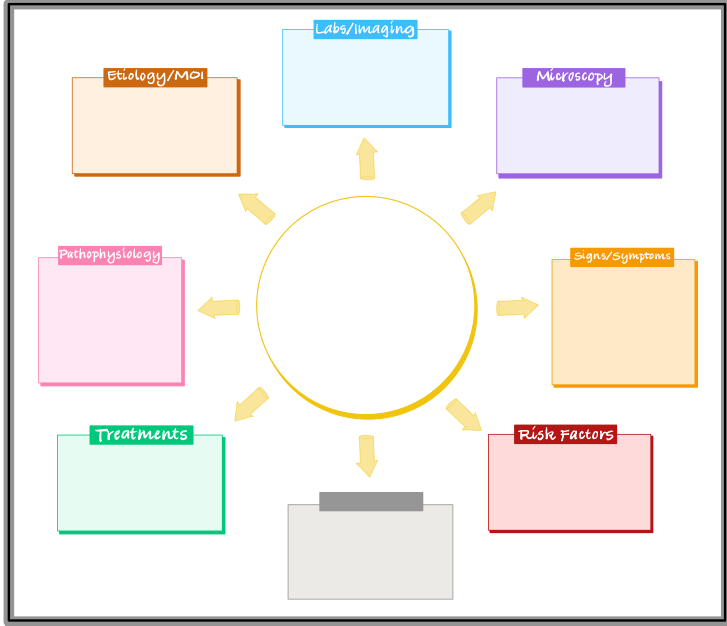 Labs/Imaging
Etiology/MOI
Microscopy
Pathophysiology
Signs/Symptoms
Treatments
Risk Factors